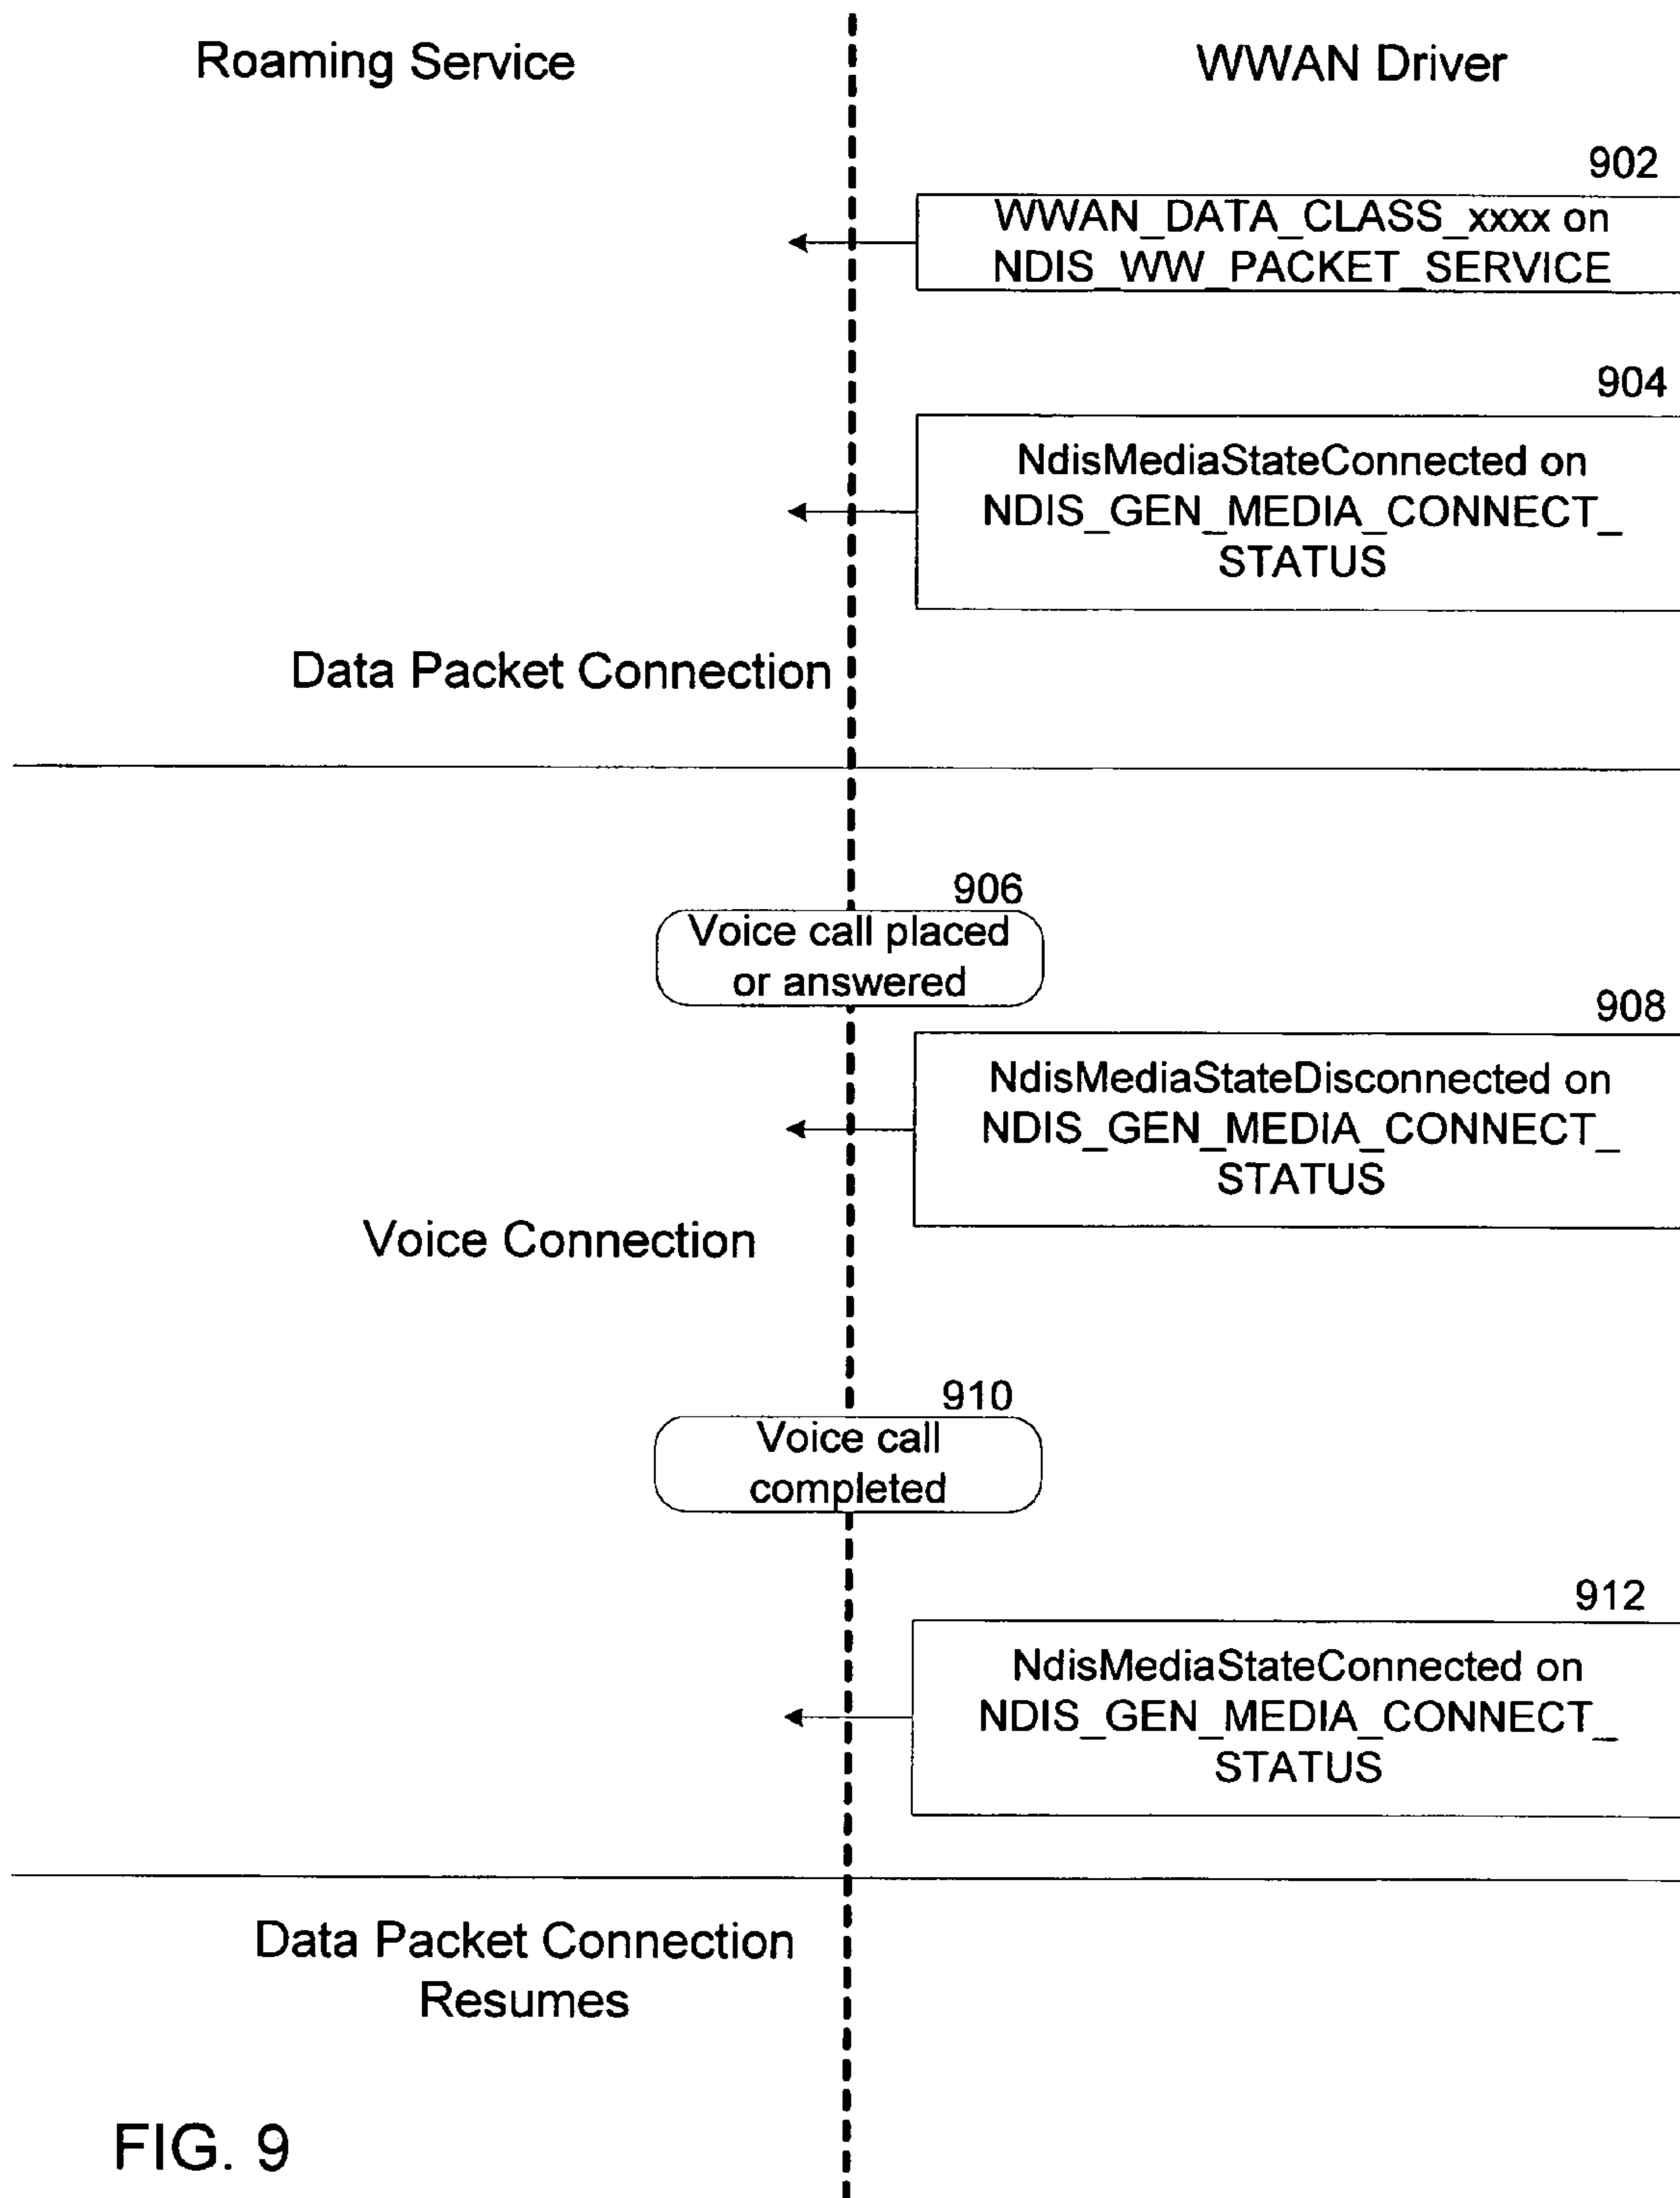 Roaming Service
WWAN Driver
902
WWAN_DATA_CLASS_xxxx on
NDIS_WW_PACKET_SERVICE
904
NdisMediaStateConnected on
NDIS_GEN_MEDIA_CONNECT_
STATUS
Data Packet Connection
906
Voice call placed
or answered
908
NdisMediaStateDisconnected on
NDIS_GEN_MEDIA_CONNECT_
STATUS
Voice Connection
910
Voice call
completed
912
NdisMediaStateConnected on
NDIS_GEN_MEDIA_CONNECT_
STATUS
Data Packet Connection
Resumes
FIG. 9